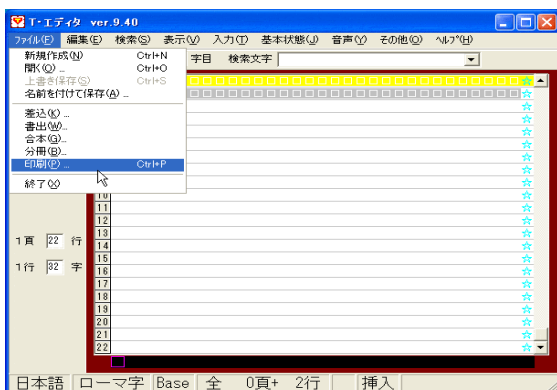 T・エディタ ver.9.40
ファイル(F) 編集(E) 検索(S) 表示(V) 入力(T) 基本状態(J) 音声(Y) その他(O) ヘルプ(H)
新規作成(N) Ctrl+N
字目 検索文字
開く(O) ... Ctrl+O
上書き保存(S) Ctrl+S
名前を付けて保存(A) ...
差込(K) ...
書出(W)...
合本(G)...
分冊(B)...
印刷(P) ... Ctrl+P
終了(X)
10
11
12
13
1頁 22 行
14
15
1行 32 字
16
17
18
19
20
21
22
日本語 ローマ字 Base 全 0頁+ 2行 挿入